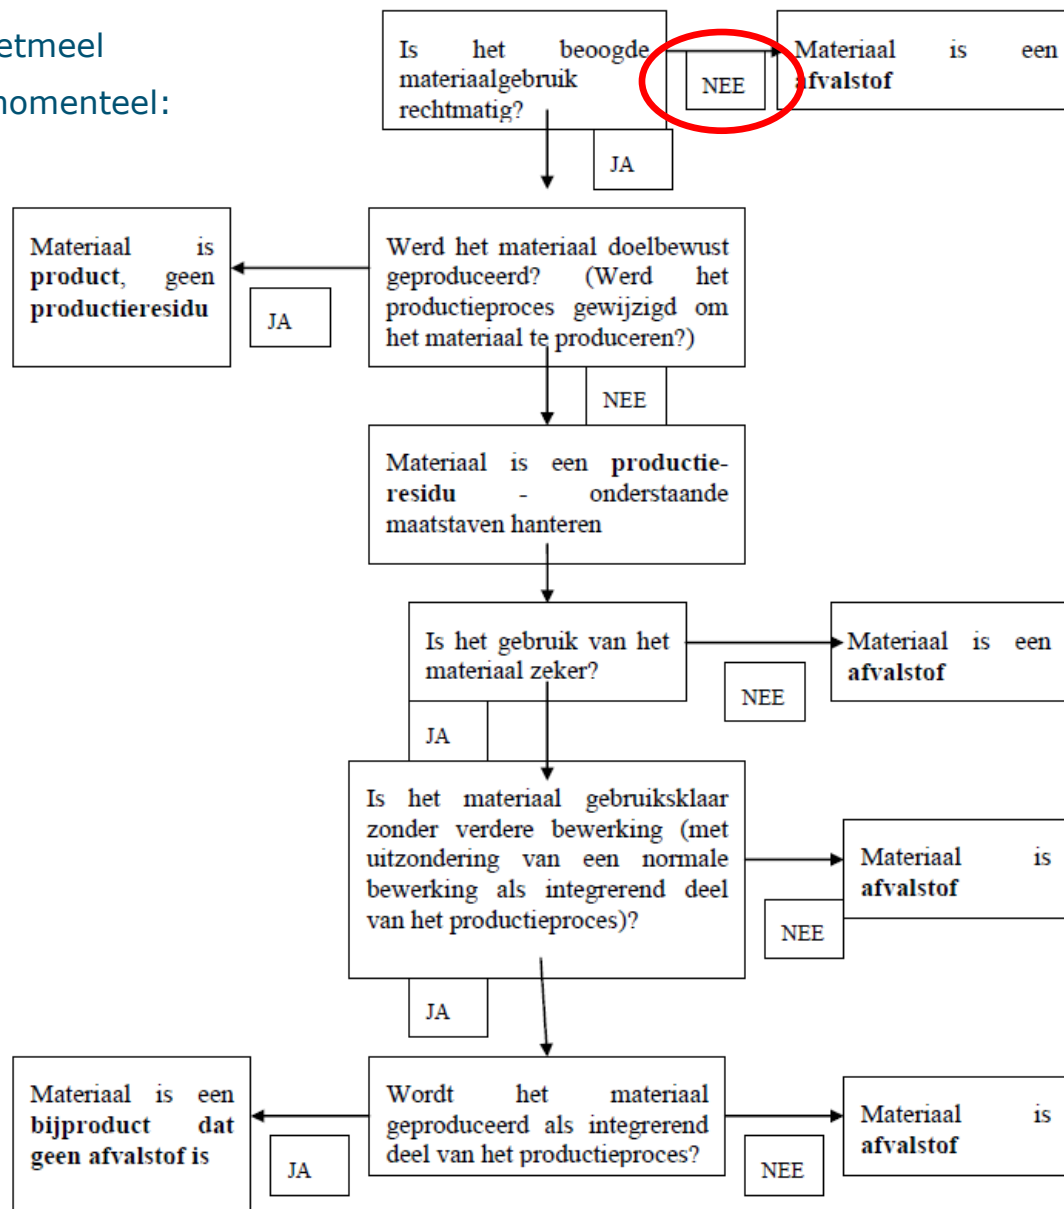 etmeel
nomenteel:
Is het beoogde
materiaalgebruik
rechtmatig?
NEE
Materiaal is een
afvalstof
JA
Materiaal is
product, geen
productieresidu
JA
Werd het materiaal doelbewust
geproduceerd? (Werd het
productieproces gewijzigd om
het materiaal te produceren?)
NEE
Materiaal is een productie-
residu - onderstaande
maatstaven hanteren
Is het gebruik van het
materiaal zeker?
NEE
Materiaal is een
afvalstof
JA
Is het materiaal gebruiksklaar
zonder verdere bewerking (met
uitzondering van een normale
bewerking als integrerend deel
van het productieproces)?
NEE
Materiaal is
afvalstof
JA
Materiaal is een
bijproduct dat
geen afvalstof is
JA
Wordt het materiaal
geproduceerd als integrerend
deel van het productieproces?
NEE
Materiaal is
afvalstof